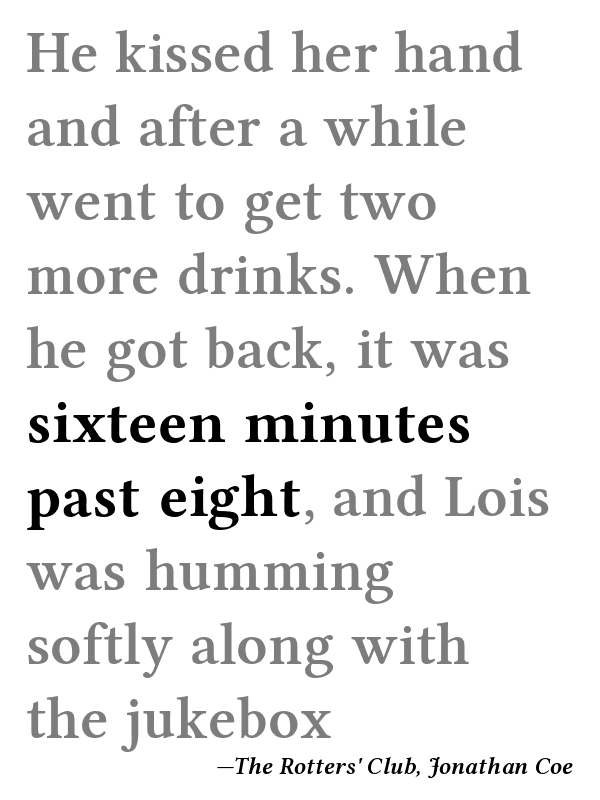 He kissed her hand
and after a while
went to get two
more drinks. When
he got back, it was
sixteen minutes
past eight, and Lois
was humming
softly along with
the jukebox
—The Rotters' Club, Jonathan Coe